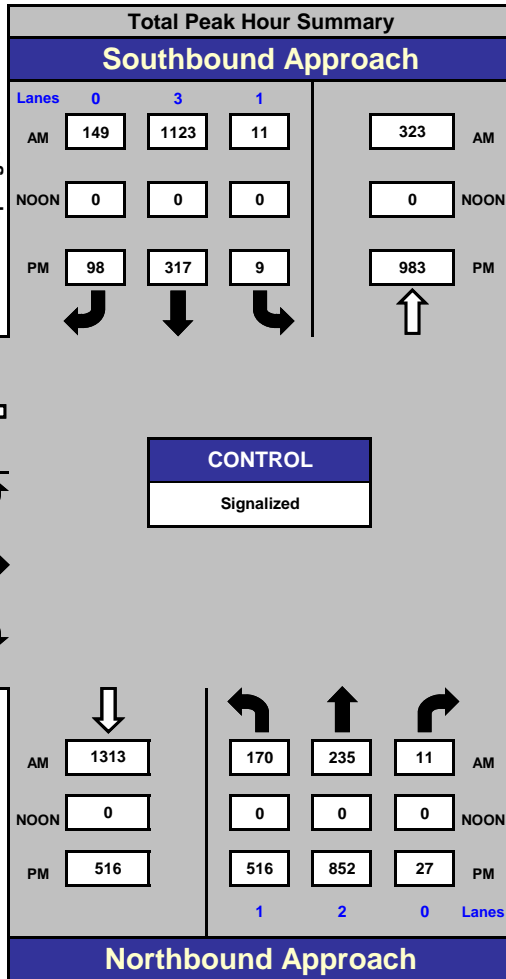 Total Peak Hour Summary
Southbound Approach
Lanes 0 3 1
AM 149 1123 11 323 AM
NOON 0 0 0 0 NOON
PM 98 317 9 983 PM
CONTROL
Signalized
AM 1313 170 235 11 AM
NOON 0 0 0 0 NOON
PM 516 516 852 27 PM
1 2 0 Lanes
Northbound Approach